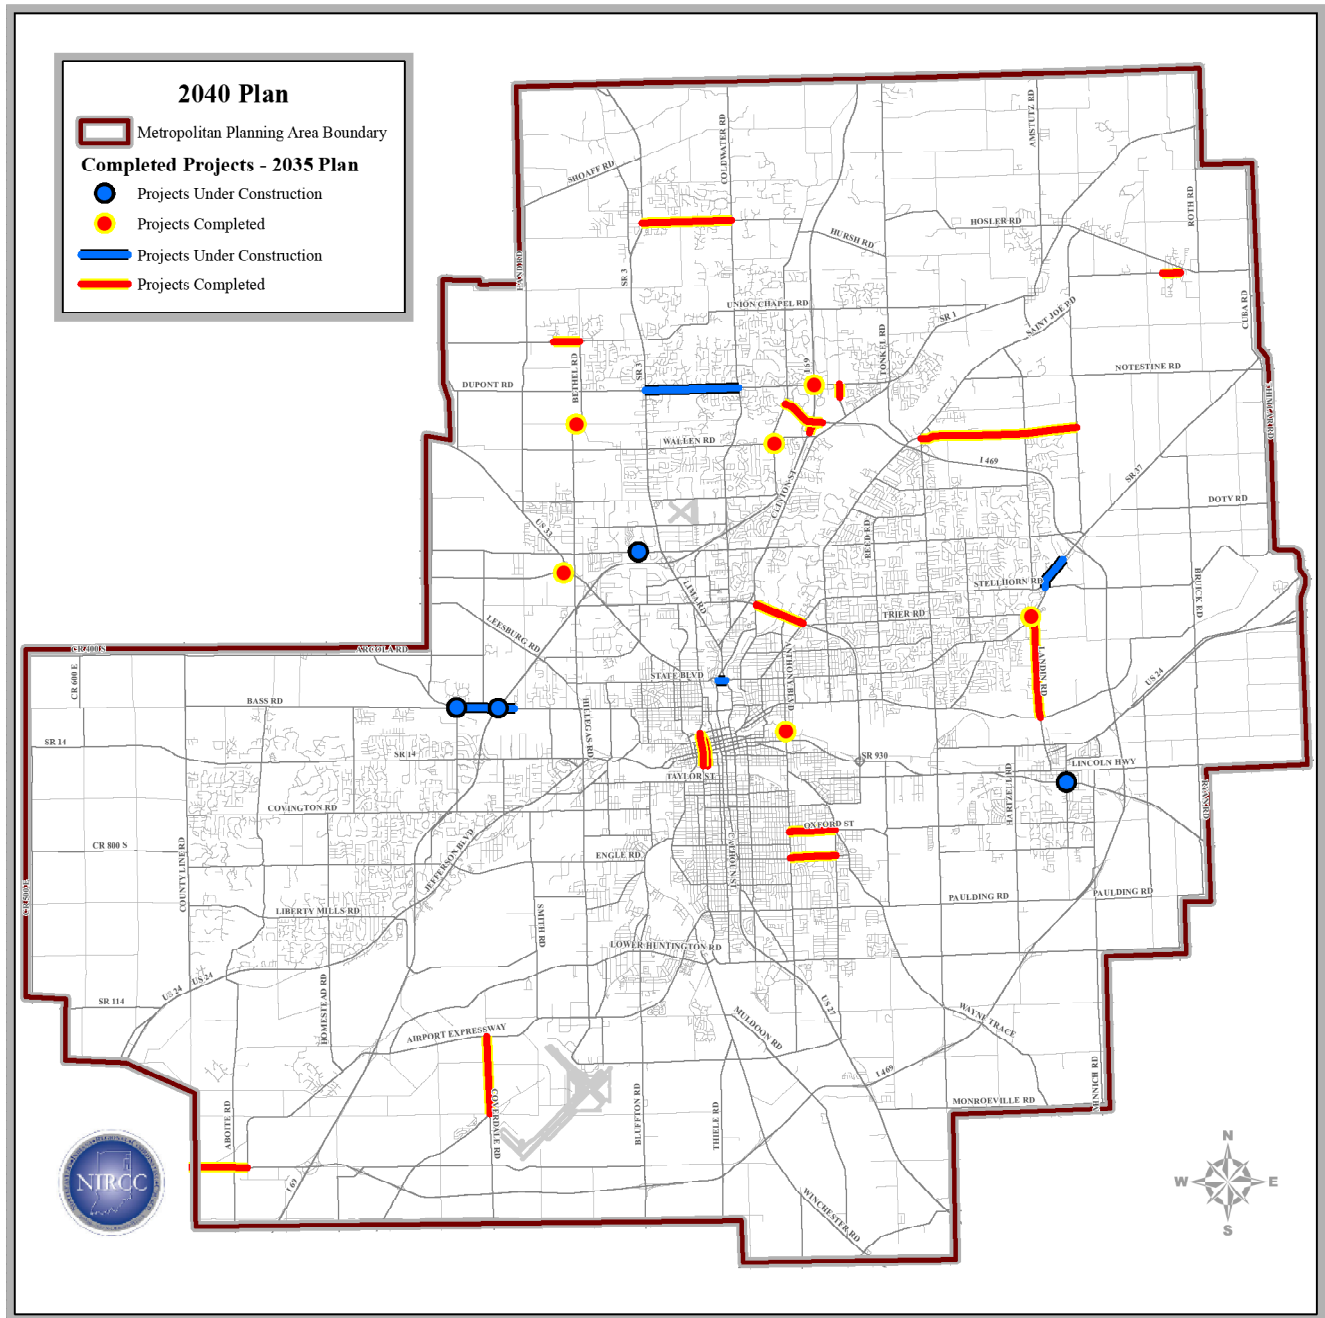 2040 Plan
Metropolitan Planning Area Boundary
Completed Projects - 2035 Plan
Projects Under Construction
Projects Completed
Projects Under Construction
Projects Completed
SHOAFF RD
COLDWATER RD
AMSTUTZ RD
ROTH RD
HOSLER RD
HURSH RD
SR 3
UNION CHAPEL RD
SR 1
SAINT JOE RD
CUBA RD
TONKEL RD
I 69
SR 3
BETHEL RD
DUPONT RD
NOTESTINE RD
WALLEN RD
I 469
SR 37
CLINTON ST
DOTY RD
US 33
REED RD
STELLHORN RD
BRUICK RD
LIMA RD
TRIER RD
LEESBURG RD
CR 400 S
ARCOLA RD
CR 600 E
STATE BLVD
ANTHONY BLVD
LANDIN RD
US 24
BASS RD
HILLEGAS RD
SR 14
SR 14
SR 930
LINCOLN HWY
TAYLOR ST
HARTZELL RD
COVINGTON RD
OXFORD ST
CR 800 S
COUNTY LINE RD
JEFFERSON BLVD
ENGLE RD
CALHOUN ST
CR 500 E
PAULDING RD
PAULDING RD
LIBERTY MILLS RD
SMITH RD
LOWER HUNTINGTON RD
US 24
US 24
SR 114
HOMESTEAD RD
US 27
WAYNE TRACE
MULDOON RD
AIRPORT EXPRESSWAY
I 469
ABOITE RD
COVERDALE RD
BLUFFTON RD
THIELE RD
MONROEVILLE RD
I 69
WINCHESTER RD
NIRCC
N
W
E
S